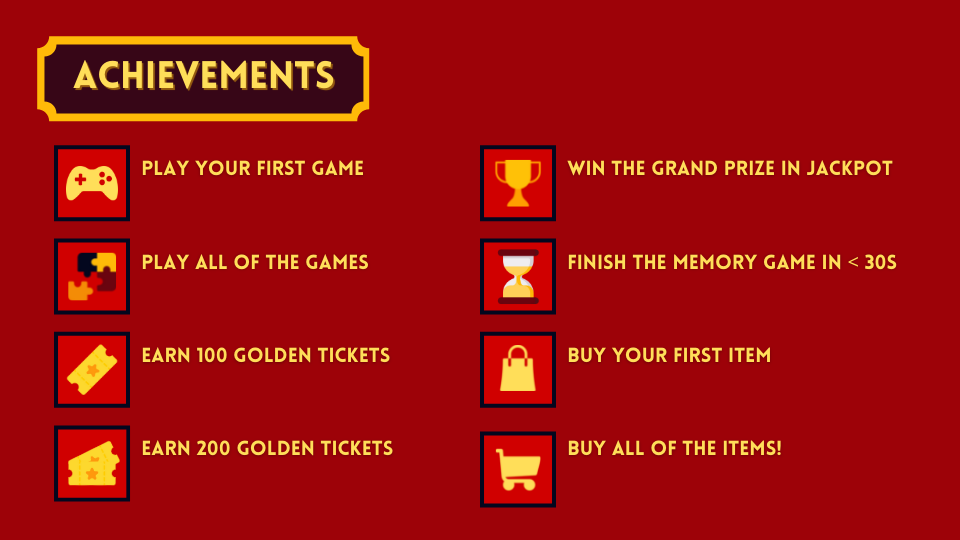 ACHIEVEMENTS
PLAY YOUR FIRST GAME
PLAY ALL OF THE GAMES
EARN 100 GOLDEN TICKETS
EARN 200 GOLDEN TICKETS
WIN THE GRAND PRIZE IN JACKPOT
FINISH THE MEMORY GAME IN < 30S
BUY YOUR FIRST ITEM
BUY ALL OF THE ITEMS!